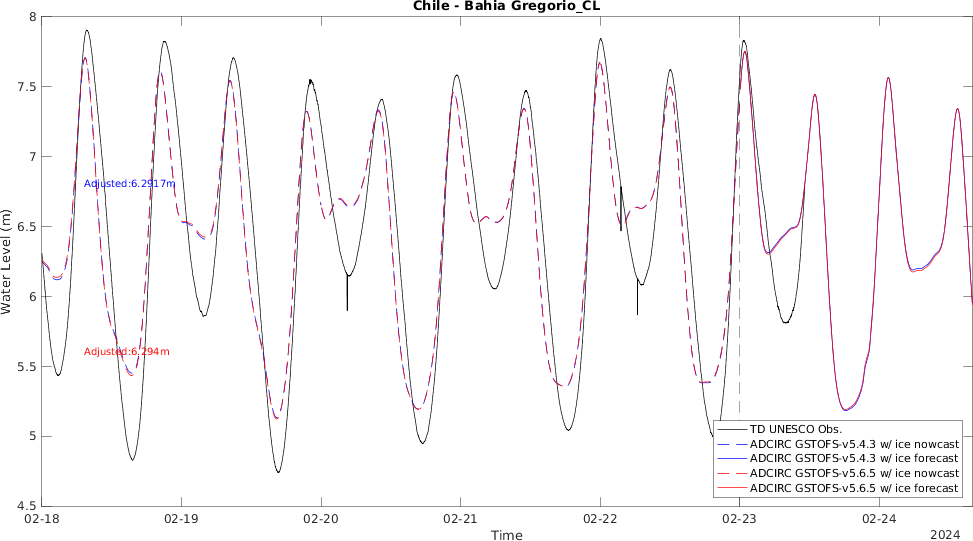 Chile - Bahia Gregorio_CL
8
7.5
7
6.5
6
5.5
5
4.5
Water Level (m)
Adjusted:6.2917m
Adjusted:6.294m
TD UNESCO Obs.
ADCIRC GSTOFS-v5.4.3 w/ ice nowcast
ADCIRC GSTOFS-v5.4.3 w/ ice forecast
ADCIRC GSTOFS-v5.6.5 w/ ice nowcast
ADCIRC GSTOFS-v5.6.5 w/ ice forecast
02-18 02-19 02-20 02-21 02-22 02-23 02-24
Time
2024